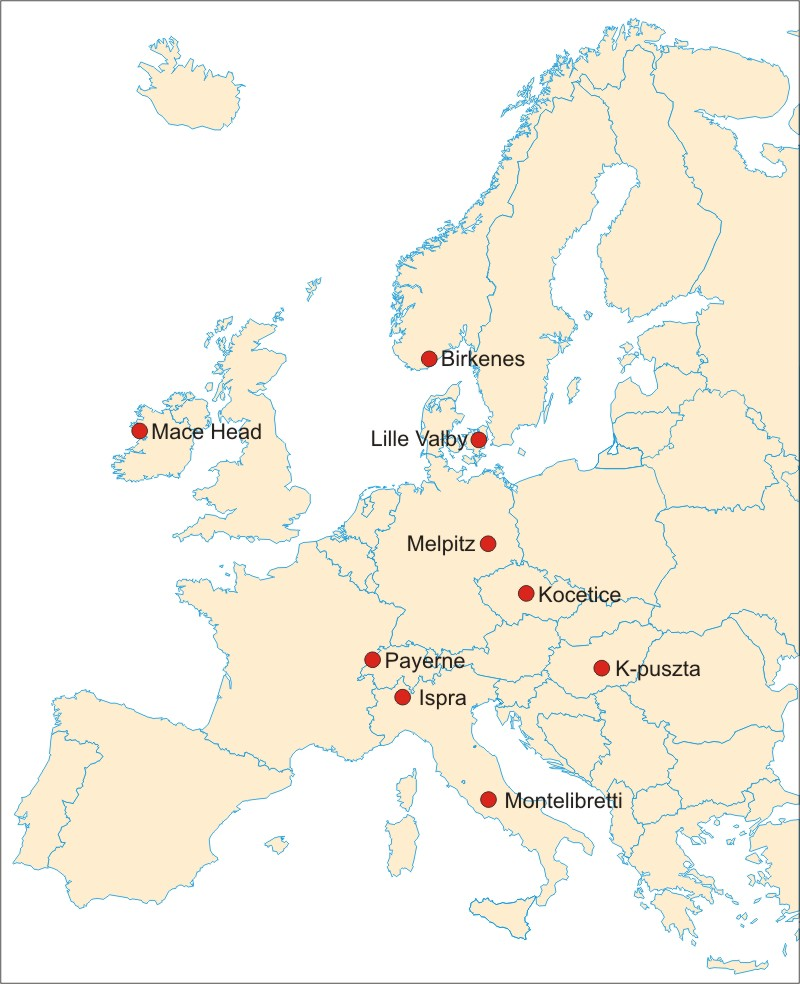 Birkenes
Mace Head
Lille Valby
Melpitz
Kocetice
Payerne
K-puszta
Ispra
Montelibretti